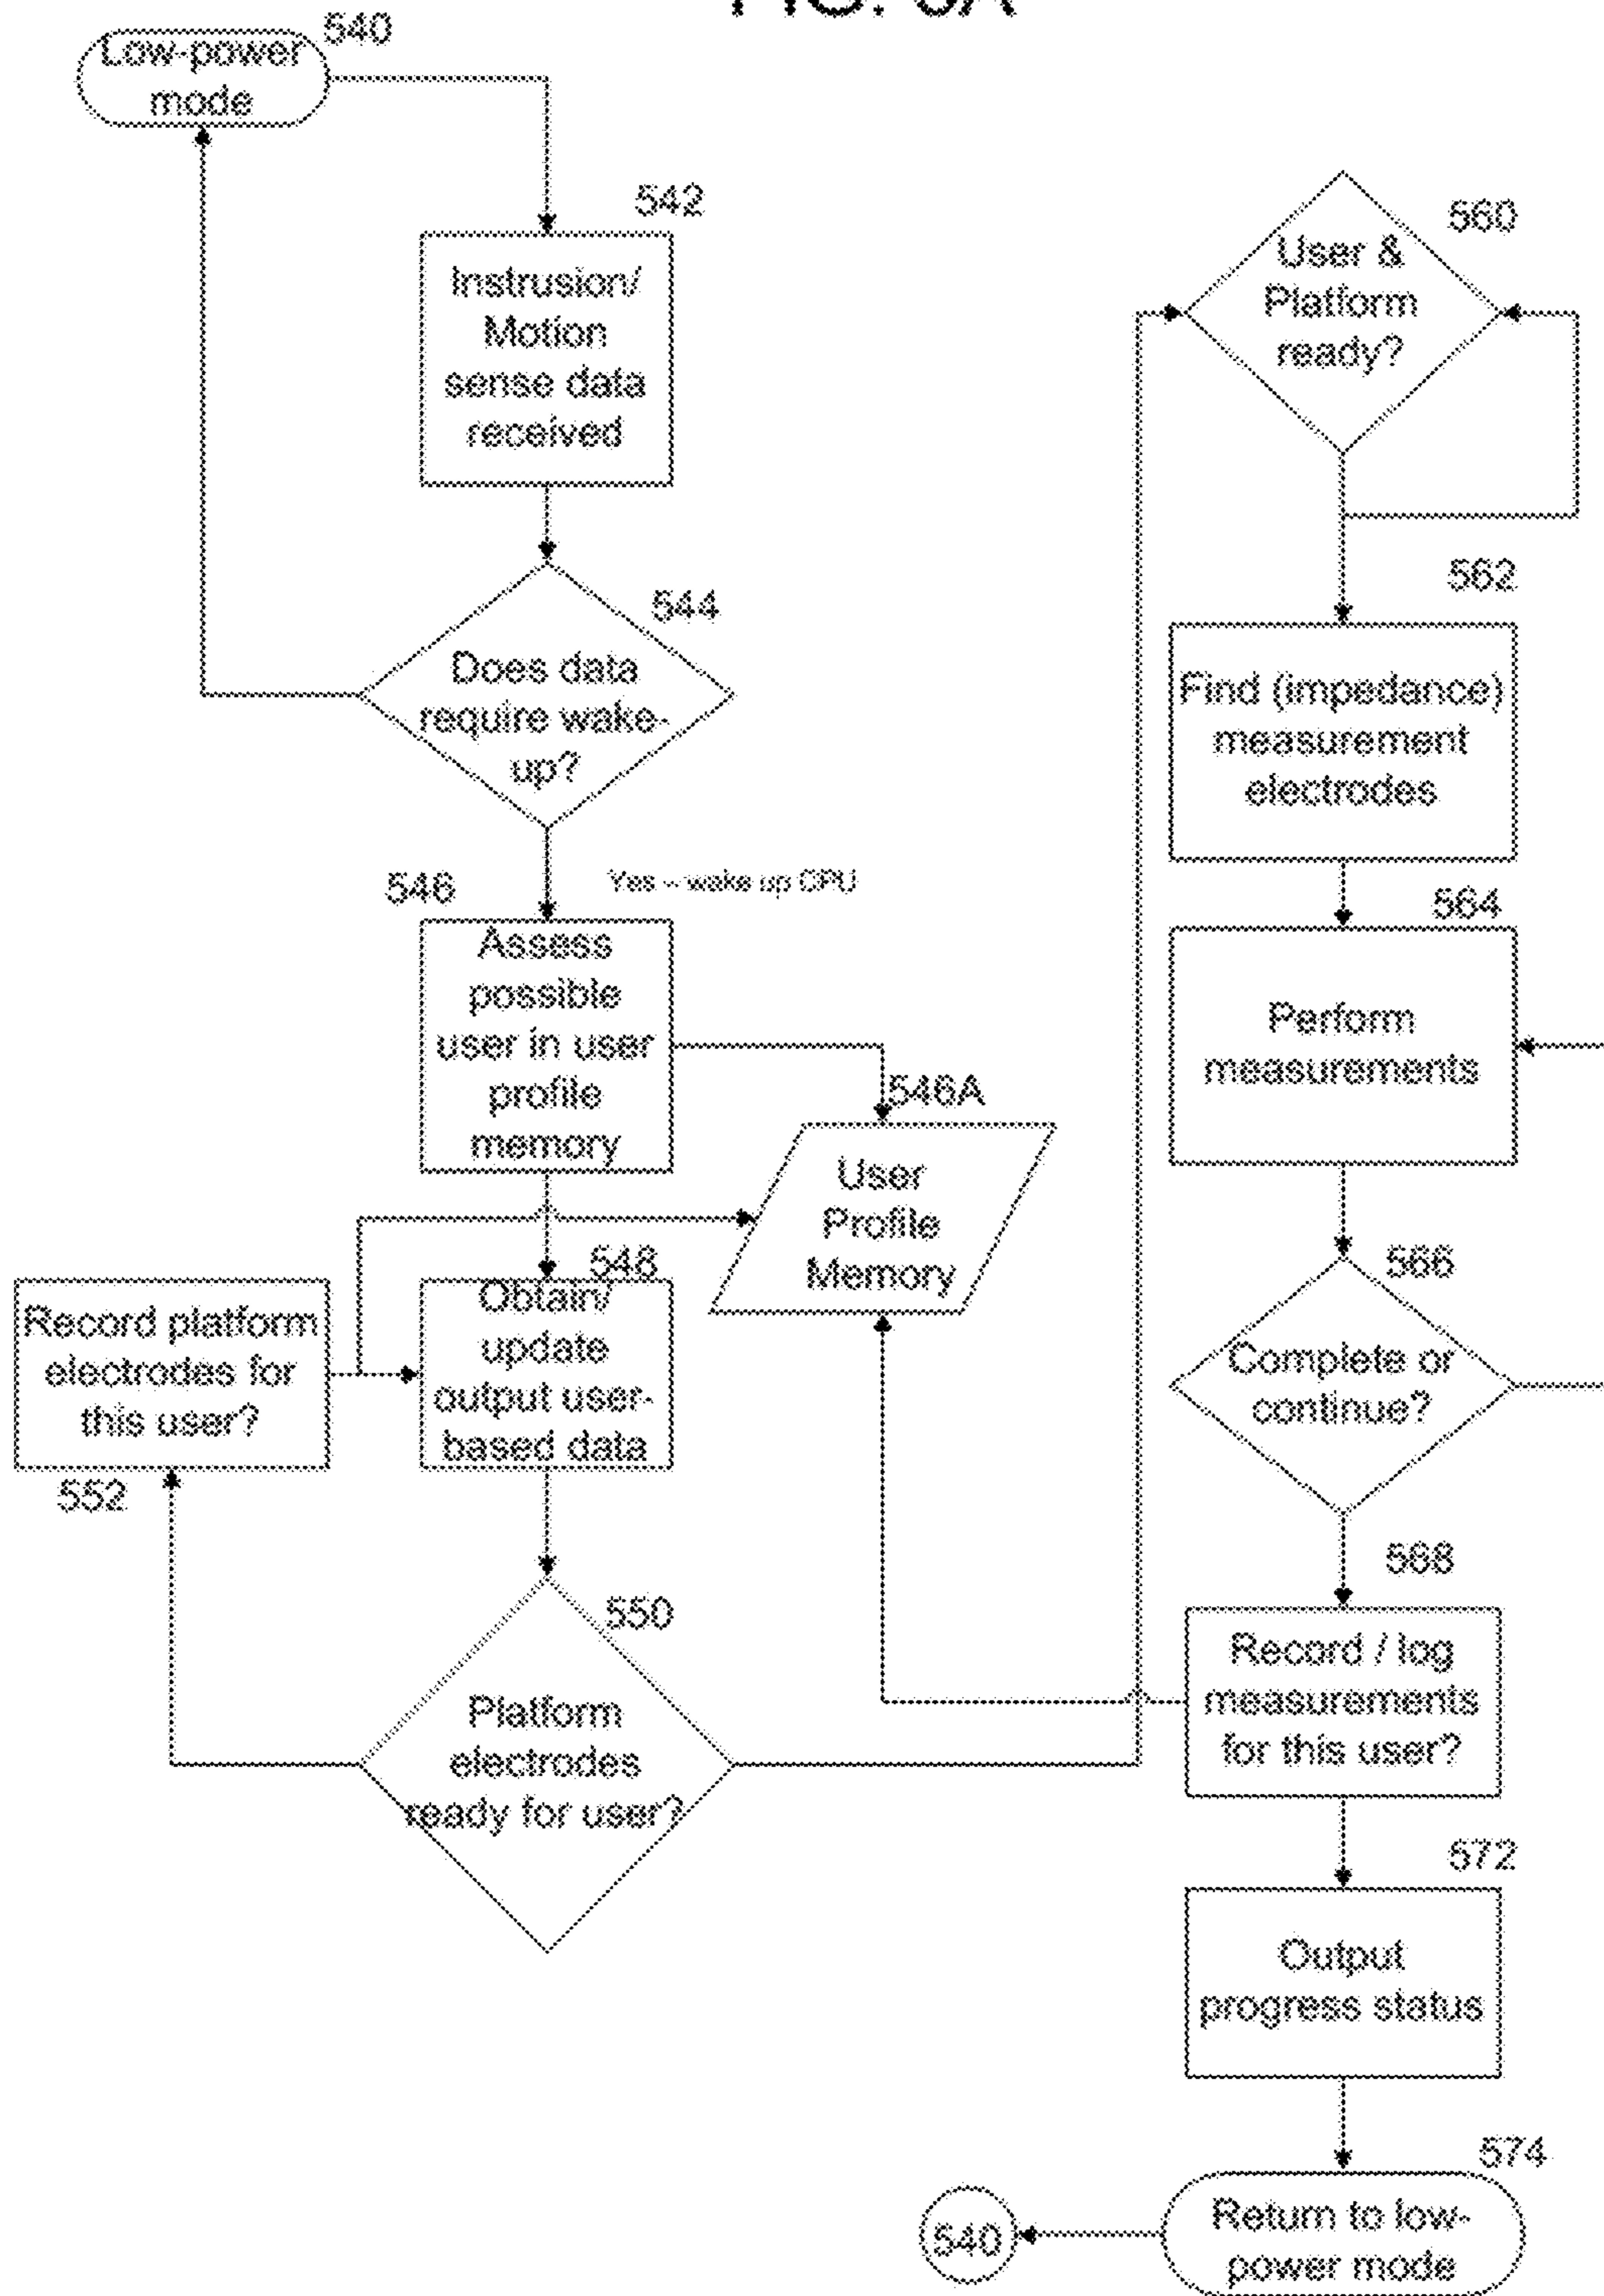 540
Low-power
mode
542
Instrusion/
Motion
sense data
received
544
Does data
require wake-
up?
546
Yes – wake up CPU
Assess
possible
user in user
profile
memory
546A
User
Profile
Memory
548
Obtain/
update
output user-
based data
Record platform
electrodes for
this user?
552
550
Platform
electrodes
ready for user?
560
User &
Platform
ready?
562
Find (impedance)
measurement
electrodes
564
Perform
measurements
566
Complete or
continue?
568
Record / log
measurements
for this user?
572
Output
progress status
574
Return to low-
power mode
540